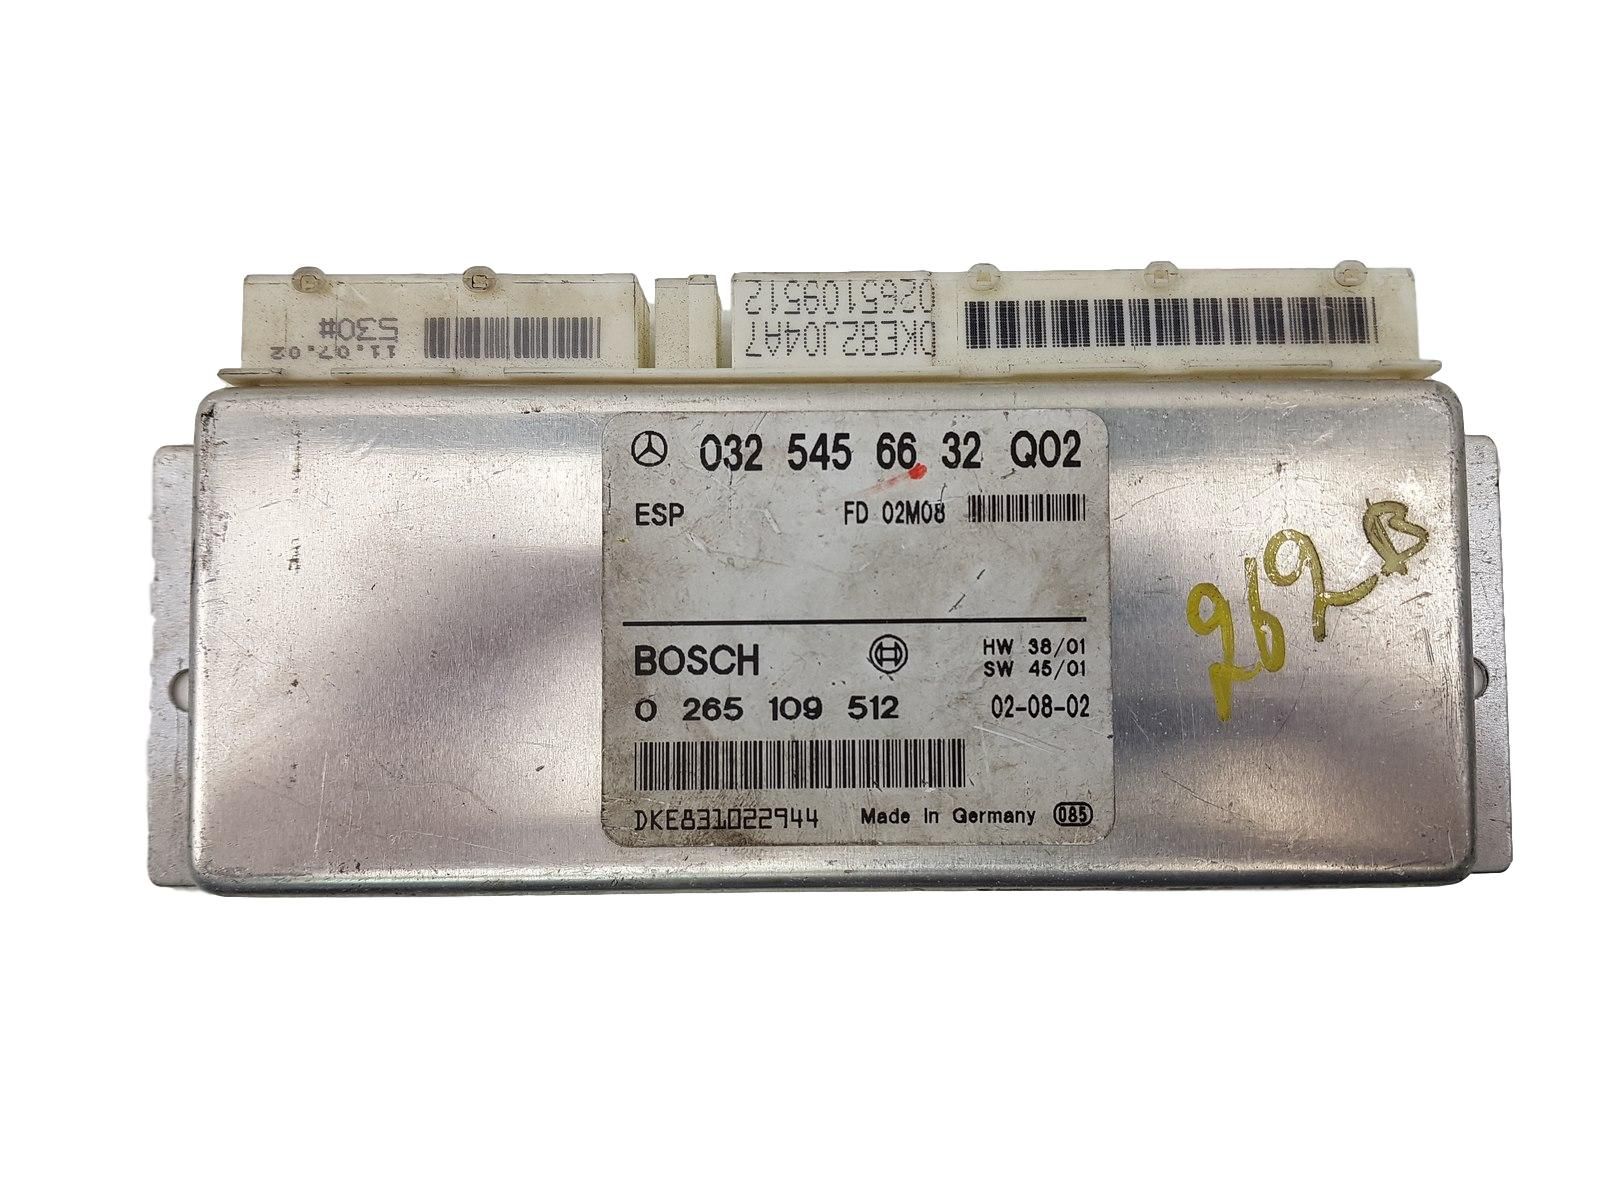 530#
11.07.02
0265109512
DKE82J04A7
032 545 66 32 Q02
ESP
FD 02M08
BOSCH
HW 38/01
SW 45/01
0 265 109 512
02-08-02
DKE831022944
Made in Germany
085
262B